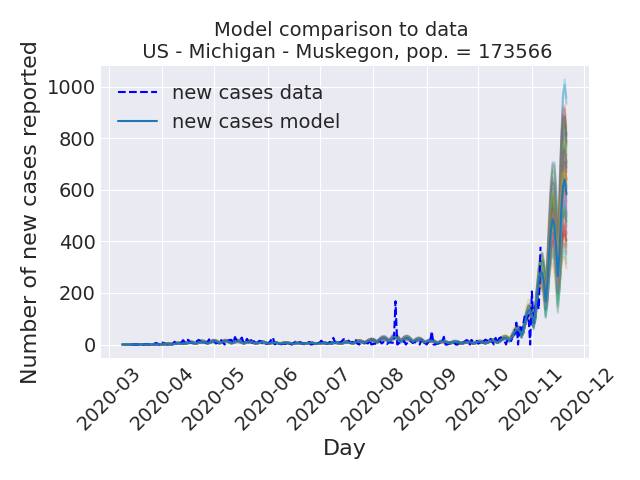 Model comparison to data
US - Michigan - Muskegon, pop. = 173566
Number of new cases reported
1000
800
600
400
200
0
new cases data
new cases model
2020-03
2020-04
2020-05
2020-06
2020-07
2020-08
2020-09
2020-10
2020-11
2020-12
Day